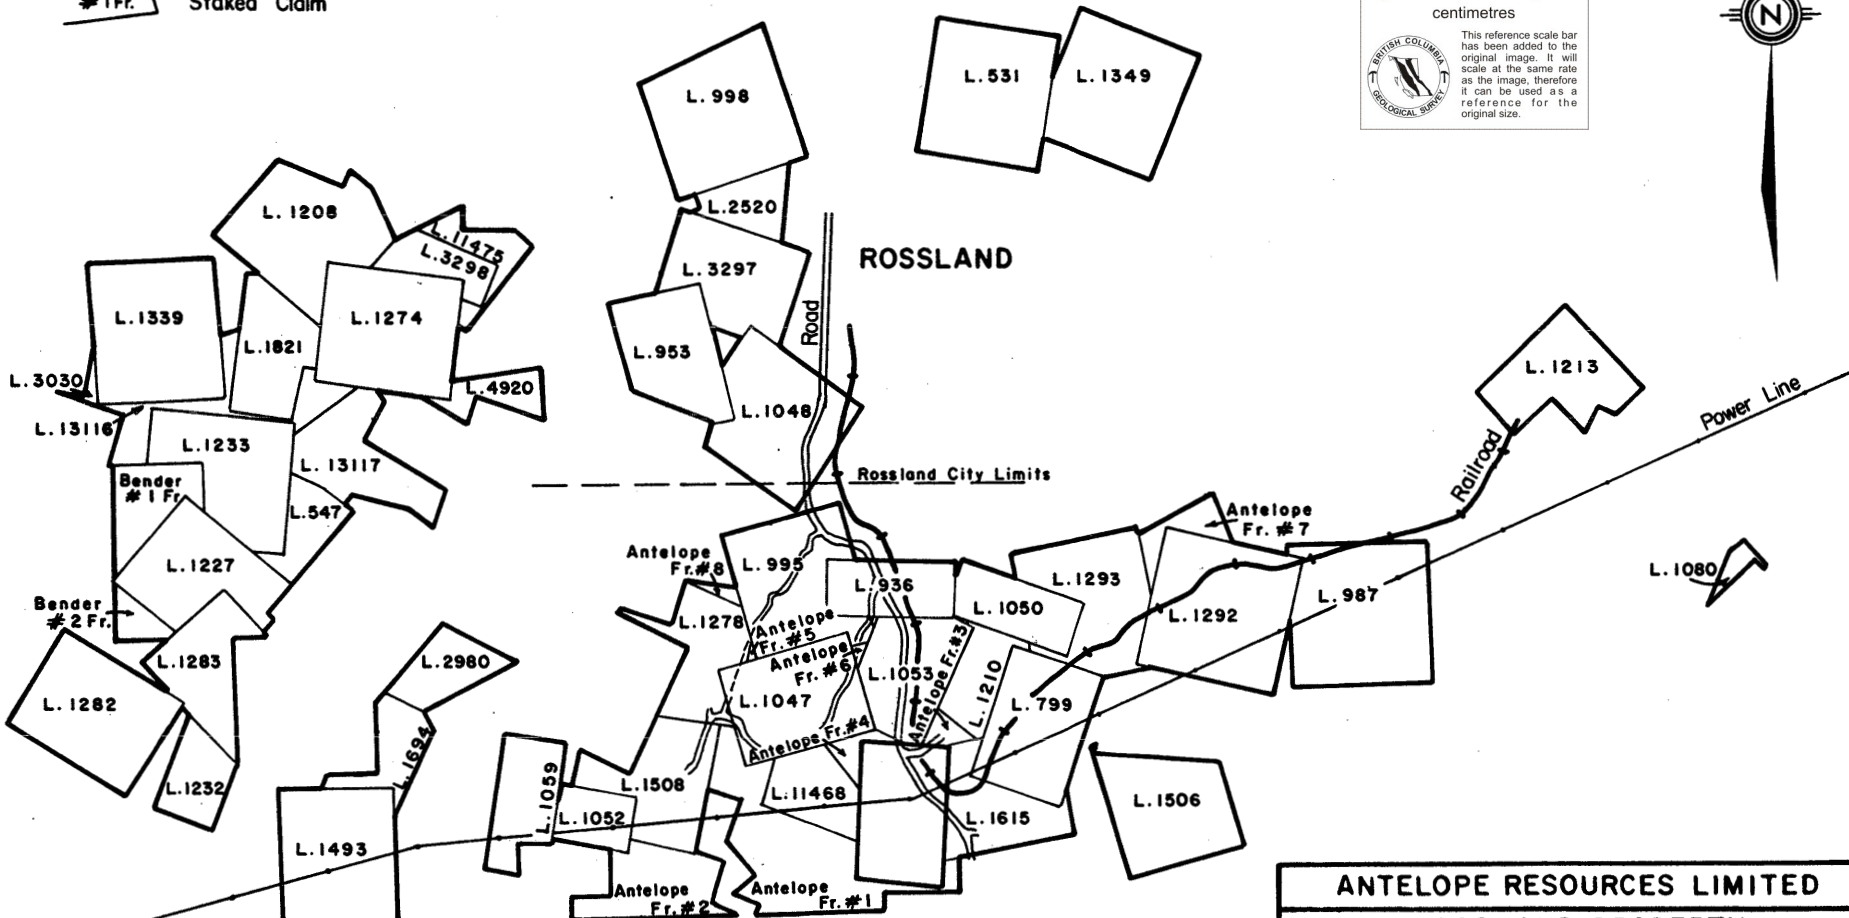 # 1 Fr.
Staked Claim
centimetres
This reference scale bar
has been added to the
original image. It will
scale at the same rate
as the image, therefore
it can be used as a
reference for the
original size.
BRITISH COLUMBIA
GEOLOGICAL SURVEY
N
L. 998
L. 531
L. 1349
L. 1208
L. 11475
L. 3298
L. 2520
ROSSLAND
L. 3297
L. 1339
L. 1274
L. 1821
Road
L. 953
L. 1213
L. 3030
L. 4920
L. 1048
Power Line
L. 13116
L. 1233
L. 13117
Railroad
Rossland City Limits
Bender
# 1 Fr.
L. 547
Antelope
Fr. # 7
L. 1227
Antelope
Fr. # 8
L. 995
L. 936
L. 1293
L. 1050
L. 1292
L. 987
L. 1080
Bender
# 2 Fr.
L. 1278
Antelope
Fr. # 5
Antelope
Fr. # 6
L. 1053
Antelope Fr. # 3
L. 1210
L. 1283
L. 2980
L. 1282
L. 1047
L. 799
Antelope Fr. # 4
L. 1694
L. 1232
L. 1059
L. 1508
L. 11468
L. 1506
L. 1052
L. 1615
L. 1493
Antelope
Fr. # 2
Antelope
Fr. # 1
ANTELOPE RESOURCES LIMITED